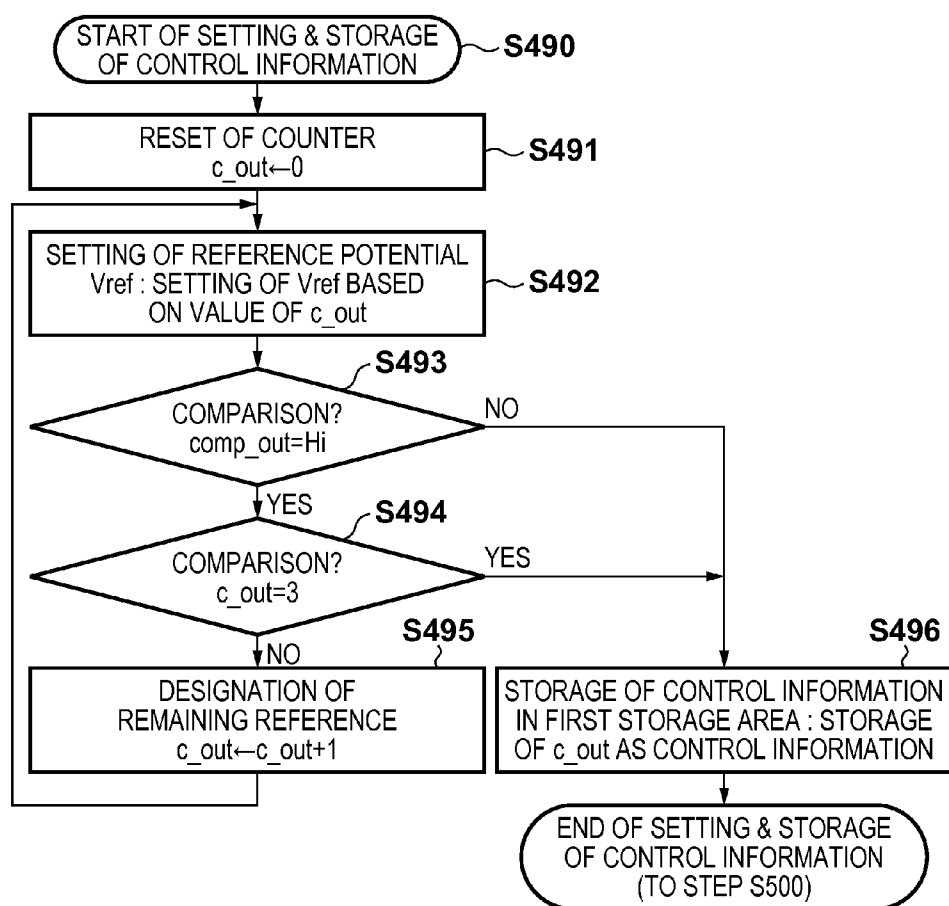 START OF SETTING & STORAGE
OF CONTROL INFORMATION
S490
RESET OF COUNTER
c_out←0
S491
SETTING OF REFERENCE POTENTIAL
Vref : SETTING OF Vref BASED
ON VALUE OF c_out
S492
S493
COMPARISON?
comp_out=Hi
NO
YES
S494
COMPARISON?
c_out=3
YES
NO
S495
DESIGNATION OF
REMAINING REFERENCE
c_out←c_out+1
S496
STORAGE OF CONTROL INFORMATION
IN FIRST STORAGE AREA : STORAGE
OF c_out AS CONTROL INFORMATION
END OF SETTING & STORAGE
OF CONTROL INFORMATION
(TO STEP S500)